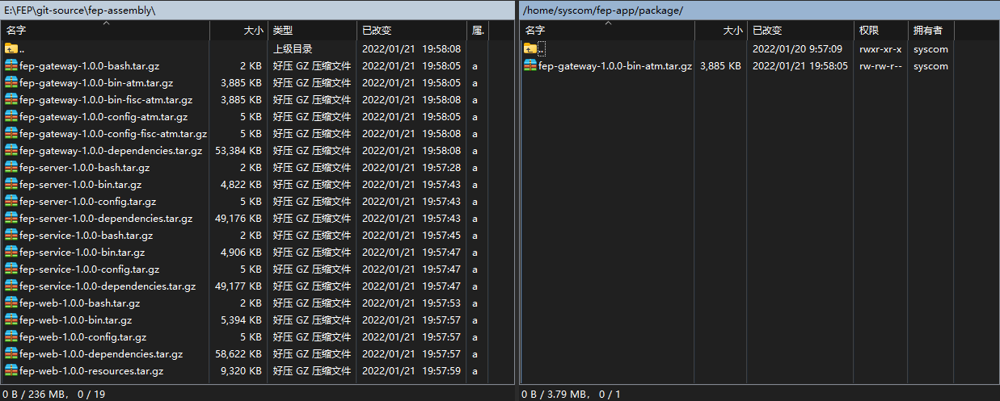 E:\FEP\git-source\fep-assembly\
名字 大小 类型 已改变 属.
.. 上级目录 2022/01/21 19:58:08
fep-gateway-1.0.0-bash.tar.gz 2 KB 好压 GZ 压缩文件 2022/01/21 19:58:05 a
fep-gateway-1.0.0-bin-atm.tar.gz 3,885 KB 好压 GZ 压缩文件 2022/01/21 19:58:05 a
fep-gateway-1.0.0-bin-fisc-atm.tar.gz 3,885 KB 好压 GZ 压缩文件 2022/01/21 19:58:08 a
fep-gateway-1.0.0-config-atm.tar.gz 5 KB 好压 GZ 压缩文件 2022/01/21 19:58:05 a
fep-gateway-1.0.0-config-fisc-atm.tar.gz 5 KB 好压 GZ 压缩文件 2022/01/21 19:58:08 a
fep-gateway-1.0.0-dependencies.tar.gz 53,384 KB 好压 GZ 压缩文件 2022/01/21 19:58:08 a
fep-server-1.0.0-bash.tar.gz 2 KB 好压 GZ 压缩文件 2022/01/21 19:57:28 a
fep-server-1.0.0-bin.tar.gz 4,822 KB 好压 GZ 压缩文件 2022/01/21 19:57:43 a
fep-server-1.0.0-config.tar.gz 5 KB 好压 GZ 压缩文件 2022/01/21 19:57:43 a
fep-server-1.0.0-dependencies.tar.gz 49,176 KB 好压 GZ 压缩文件 2022/01/21 19:57:43 a
fep-service-1.0.0-bash.tar.gz 2 KB 好压 GZ 压缩文件 2022/01/21 19:57:45 a
fep-service-1.0.0-bin.tar.gz 4,906 KB 好压 GZ 压缩文件 2022/01/21 19:57:47 a
fep-service-1.0.0-config.tar.gz 5 KB 好压 GZ 压缩文件 2022/01/21 19:57:47 a
fep-service-1.0.0-dependencies.tar.gz 49,177 KB 好压 GZ 压缩文件 2022/01/21 19:57:47 a
fep-web-1.0.0-bash.tar.gz 2 KB 好压 GZ 压缩文件 2022/01/21 19:57:53 a
fep-web-1.0.0-bin.tar.gz 5,394 KB 好压 GZ 压缩文件 2022/01/21 19:57:57 a
fep-web-1.0.0-config.tar.gz 5 KB 好压 GZ 压缩文件 2022/01/21 19:57:57 a
fep-web-1.0.0-dependencies.tar.gz 58,622 KB 好压 GZ 压缩文件 2022/01/21 19:57:57 a
fep-web-1.0.0-resources.tar.gz 9,320 KB 好压 GZ 压缩文件 2022/01/21 19:57:59 a
0 B / 236 MB， 0 / 19
/home/syscom/fep-app/package/
名字 大小 已改变 权限 拥有者
.. 2022/01/20 9:57:09 rwxr-xr-x syscom
fep-gateway-1.0.0-bin-atm.tar.gz 3,885 KB 2022/01/21 19:58:05 rw-rw-r-- syscom
0 B / 3.79 MB， 0 / 1